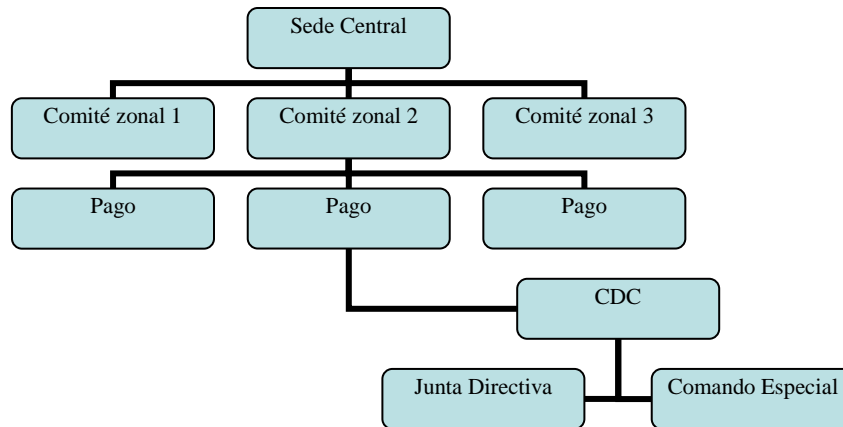 Sede Central
Comité zonal 1
Comité zonal 2
Comité zonal 3
Pago
Pago
Pago
CDC
Junta Directiva
Comando Especial